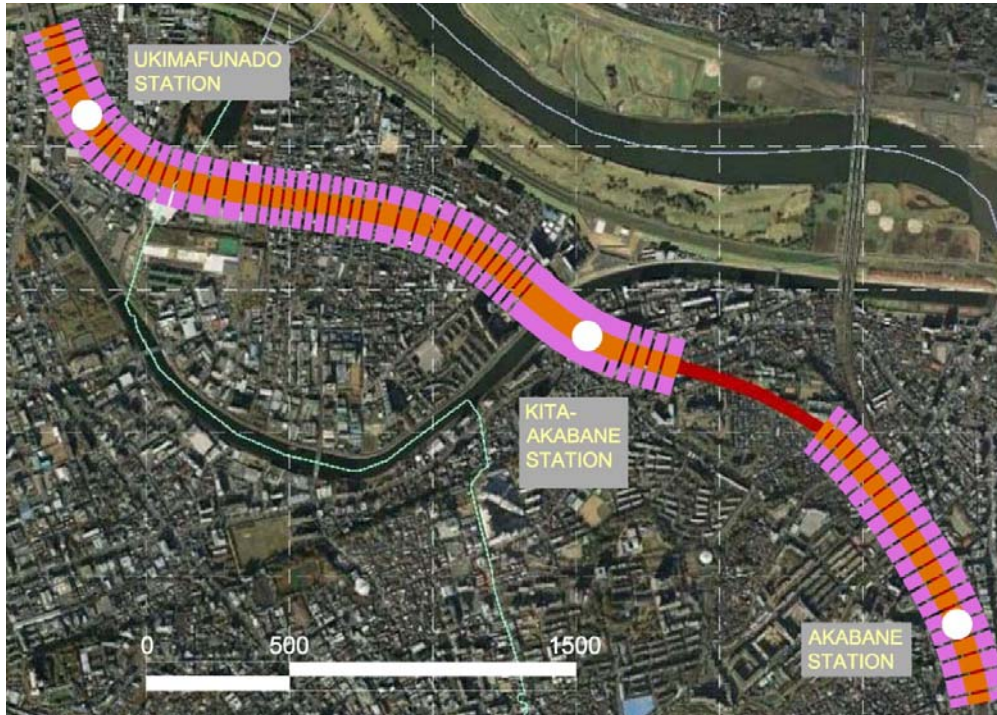 UKIMAFUNADO
STATION
KITA-
AKABANE
STATION
AKABANE
STATION
0 500 1500